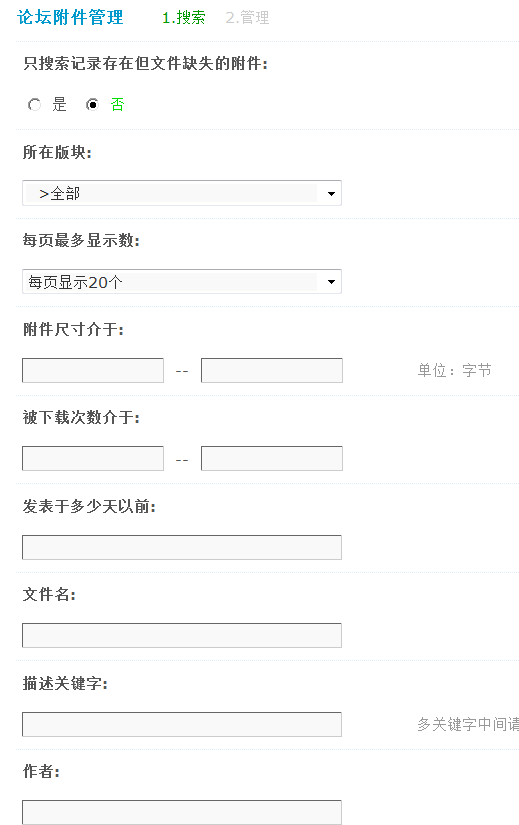 论坛附件管理 1.搜索 2.管理
只搜索记录存在但文件缺失的附件:
是 否
所在版块:
>全部
每页最多显示数:
每页显示20个
附件尺寸介于:
-- 单位：字节
被下载次数介于:
--
发表于多少天以前:
文件名:
描述关键字:
多关键字中间请
作者: